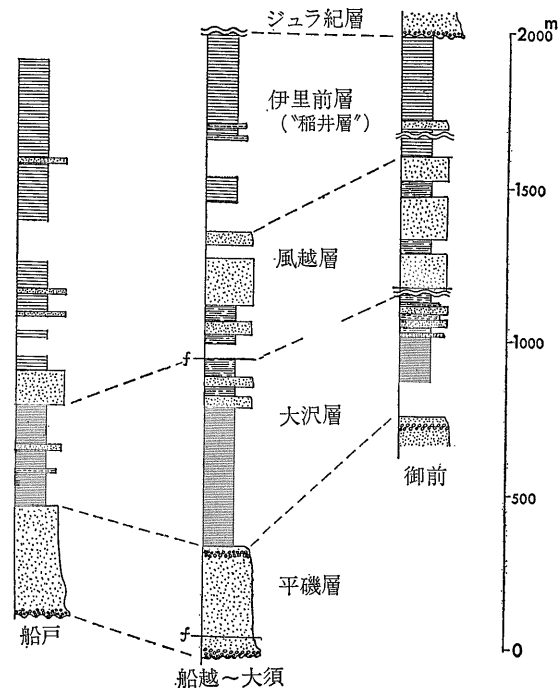 ジュラ紀層
m
2000
伊里前層
("稲井層")
1500
風越層
f
1000
大沢層
御前
500
平磯層
f
船戸
0
船越～大須